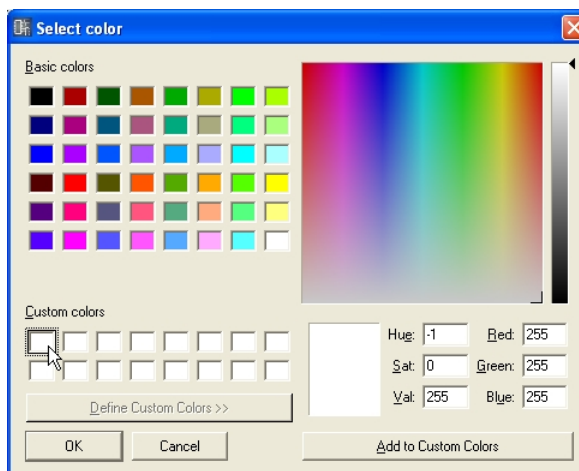 Select color
Basic colors
Custom colors
Hue: -1 Red: 255
Sat: 0 Green: 255
Val: 255 Blue: 255
Define Custom Colors >>
OK Cancel Add to Custom Colors